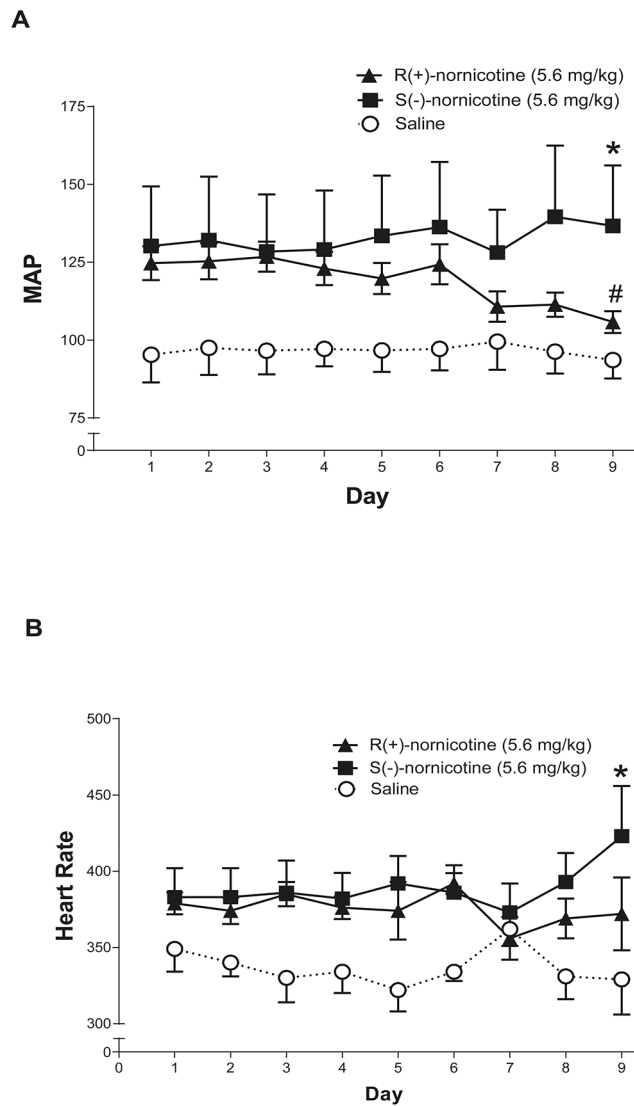 A
R(+)-nornicotine (5.6 mg/kg)
S(-)-nornicotine (5.6 mg/kg)
Saline
175
150
125
100
75
0
MAP
*
#
1 2 3 4 5 6 7 8 9
Day
B
R(+)-nornicotine (5.6 mg/kg)
S(-)-nornicotine (5.6 mg/kg)
Saline
500
450
400
350
300
0
Heart Rate
*
0 1 2 3 4 5 6 7 8 9
Day